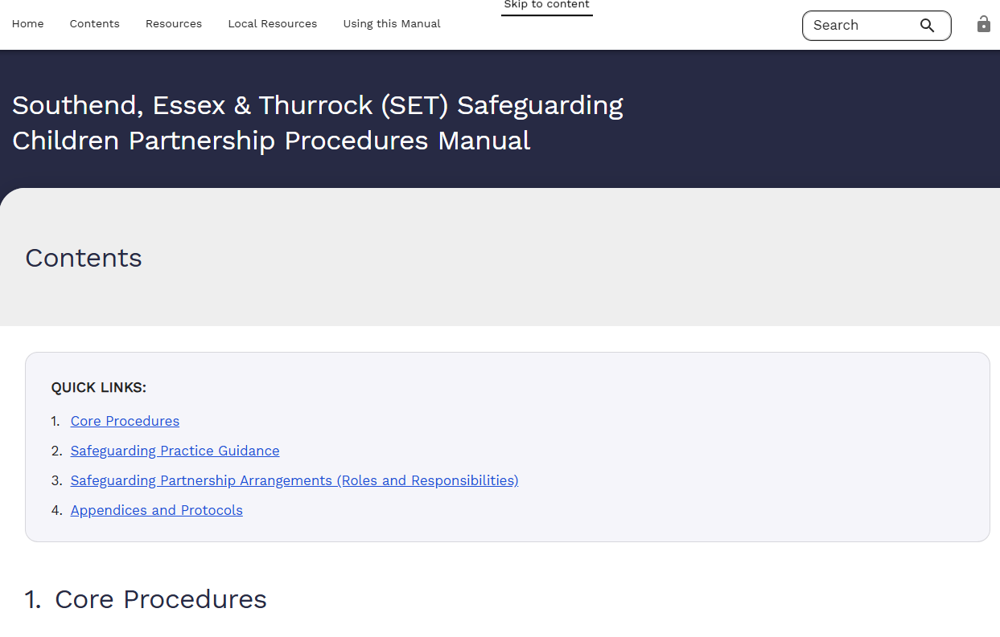 Skip to content
Home
Contents
Resources
Local Resources
Using this Manual
Search
Southend, Essex & Thurrock (SET) Safeguarding
Children Partnership Procedures Manual
Contents
QUICK LINKS:
1. Core Procedures
2. Safeguarding Practice Guidance
3. Safeguarding Partnership Arrangements (Roles and Responsibilities)
4. Appendices and Protocols
1. Core Procedures